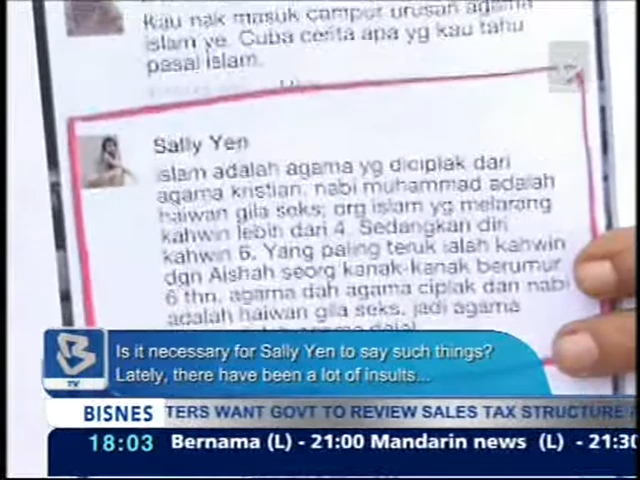 Kau nak masuk campur urusan agama
islam ye. Cuba cerita apa yg kau tahu
pasal islam.
Sally Yen
islam adalah agama yg diciplak dari
agama kristian. nabi muhammad adalah
haiwan gila seks. org islam yg melarang
kahwin lebih dari 4. Sedangkan diri
kahwin 6. Yang paling teruk ialah kahwin
dgn Aishah seorg kanak-kanak berumur
6 thn. agama dah agama ciplak dan nabi
adalah haiwan gila seks. jadi agama
TV
Is it necessary for Sally Yen to say such things?
Lately, there have been a lot of insults...
BISNES TERS WANT GOVT TO REVIEW SALES TAX STRUCTURE
18:03 Bernama (L) - 21:00 Mandarin news (L) - 21:30